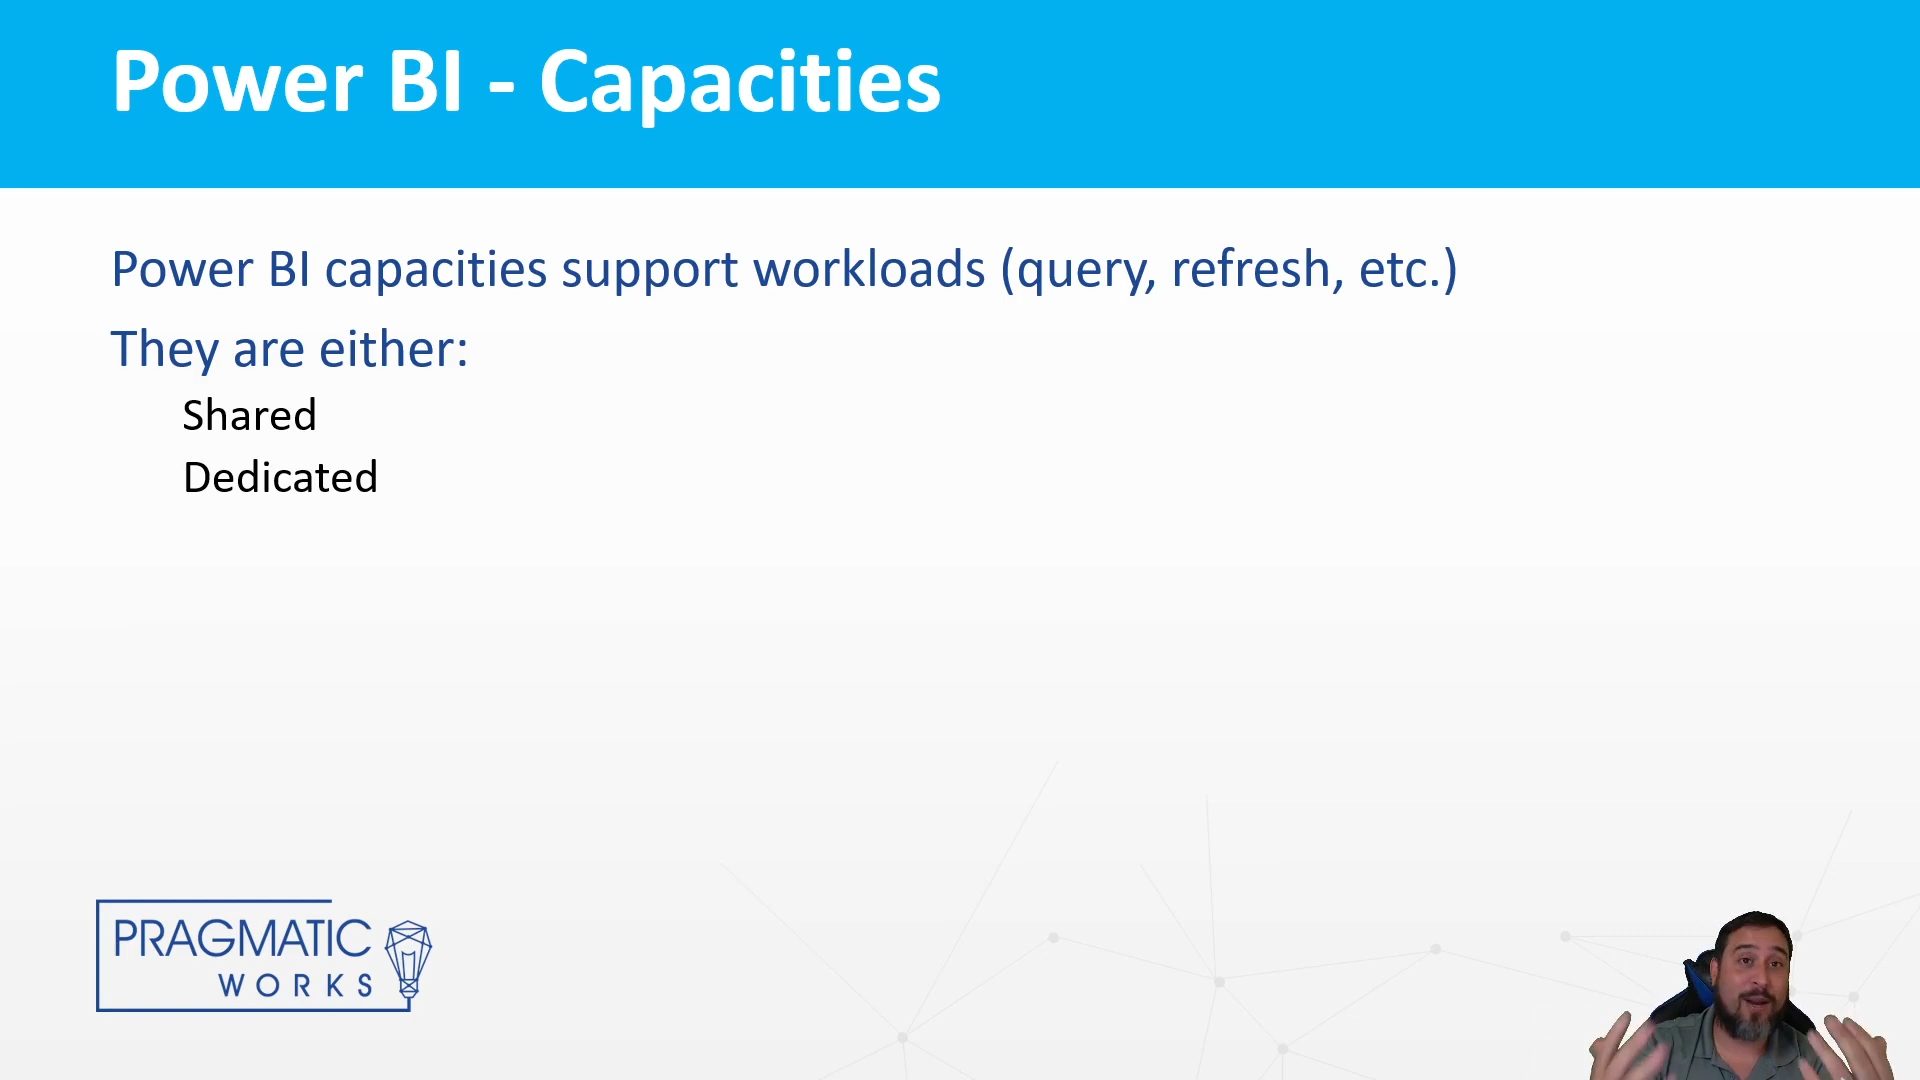 Power BI - Capacities
Power BI capacities support workloads (query, refresh, etc.)
They are either:
Shared
Dedicated
PRAGMATIC
WORKS